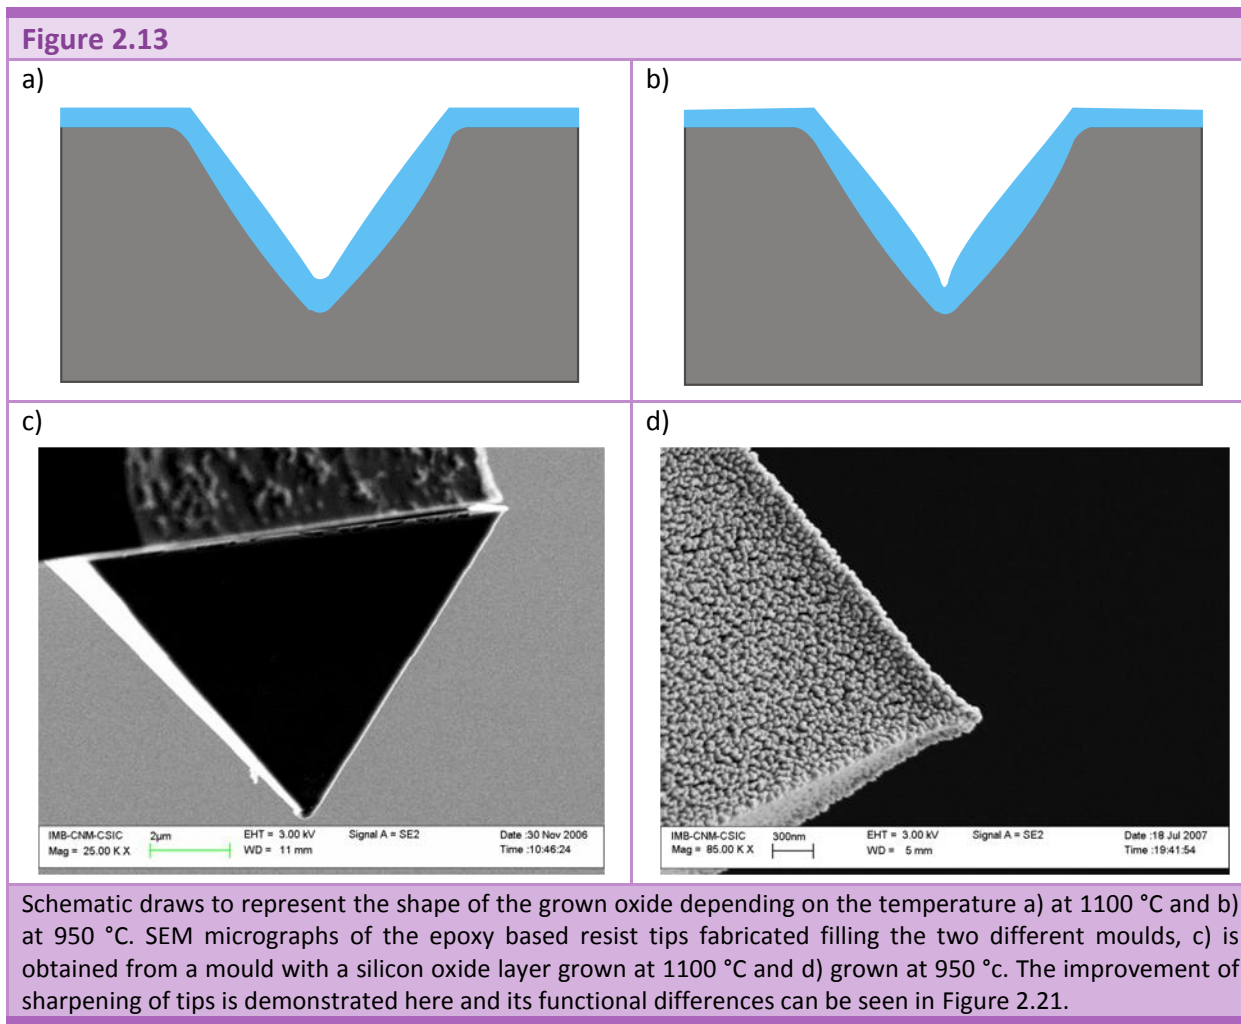 Figure 2.13
a)
b)
c)
d)
IMB-CNM-CSIC 2µm EHT = 3.00 kV Signal A = SE2 Date :30 Nov 2006
Mag = 25.00 K X WD = 11 mm Time :10:46:24
IMB-CNM-CSIC 300nm EHT = 3.00 kV Signal A = SE2 Date :18 Jul 2007
Mag = 85.00 K X WD = 5 mm Time :19:41:54
Schematic draws to represent the shape of the grown oxide depending on the temperature a) at 1100 °C and b)
at 950 °C. SEM micrographs of the epoxy based resist tips fabricated filling the two different moulds, c) is
obtained from a mould with a silicon oxide layer grown at 1100 °C and d) grown at 950 °c. The improvement of
sharpening of tips is demonstrated here and its functional differences can be seen in Figure 2.21.